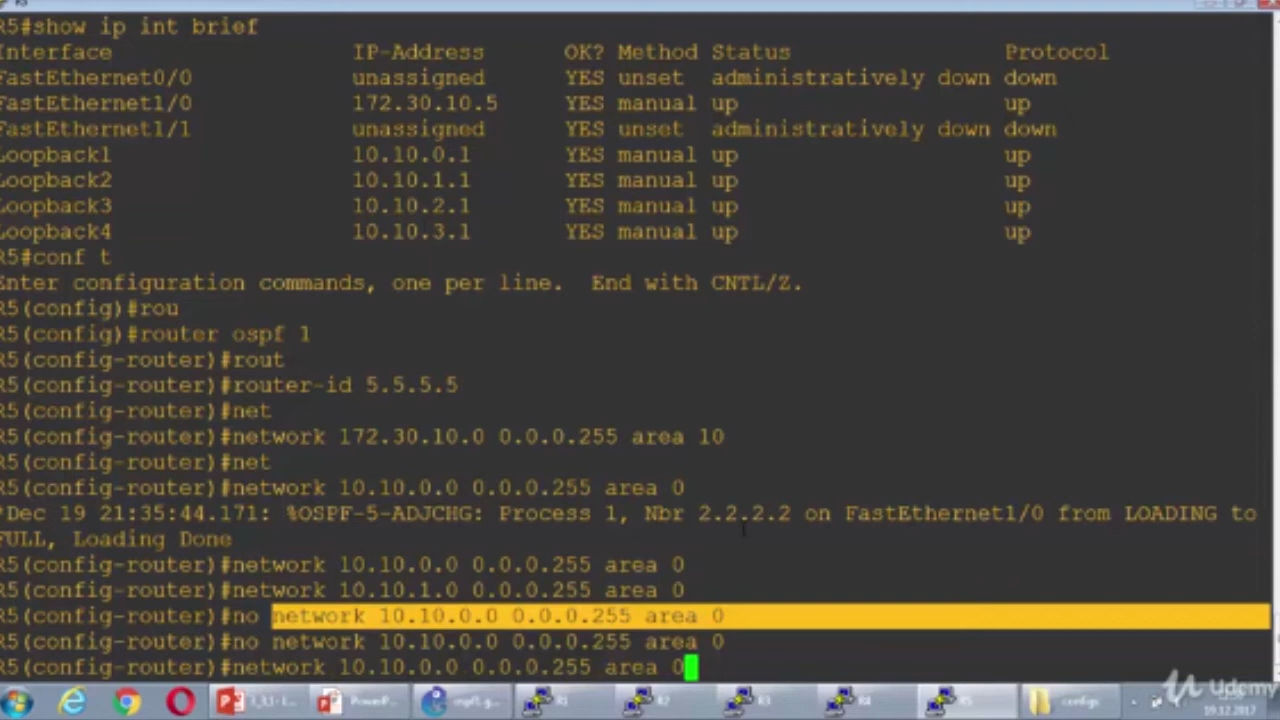 R5#show ip int brief
Interface IP-Address OK? Method Status Protocol
FastEthernet0/0 unassigned YES unset administratively down down
FastEthernet1/0 172.30.10.5 YES manual up up
FastEthernet1/1 unassigned YES unset administratively down down
Loopback1 10.10.0.1 YES manual up up
Loopback2 10.10.1.1 YES manual up up
Loopback3 10.10.2.1 YES manual up up
Loopback4 10.10.3.1 YES manual up up
R5#conf t
Enter configuration commands, one per line. End with CNTL/Z.
R5(config)#rou
R5(config)#router ospf 1
R5(config-router)#rout
R5(config-router)#router-id 5.5.5.5
R5(config-router)#net
R5(config-router)#network 172.30.10.0 0.0.0.255 area 10
R5(config-router)#net
R5(config-router)#network 10.10.0.0 0.0.0.255 area 0
*Dec 19 21:35:44.171: %OSPF-5-ADJCHG: Process 1, Nbr 2.2.2.2 on FastEthernet1/0 from LOADING to
FULL, Loading Done
R5(config-router)#network 10.10.0.0 0.0.0.255 area 0
R5(config-router)#network 10.10.1.0 0.0.0.255 area 0
R5(config-router)#no network 10.10.0.0 0.0.0.255 area 0
R5(config-router)#no network 10.10.0.0 0.0.0.255 area 0
R5(config-router)#network 10.10.0.0 0.0.0.255 area 0
PowerP... R1 R2 R3 R4 R5 configs
Udemy
19.12.2017